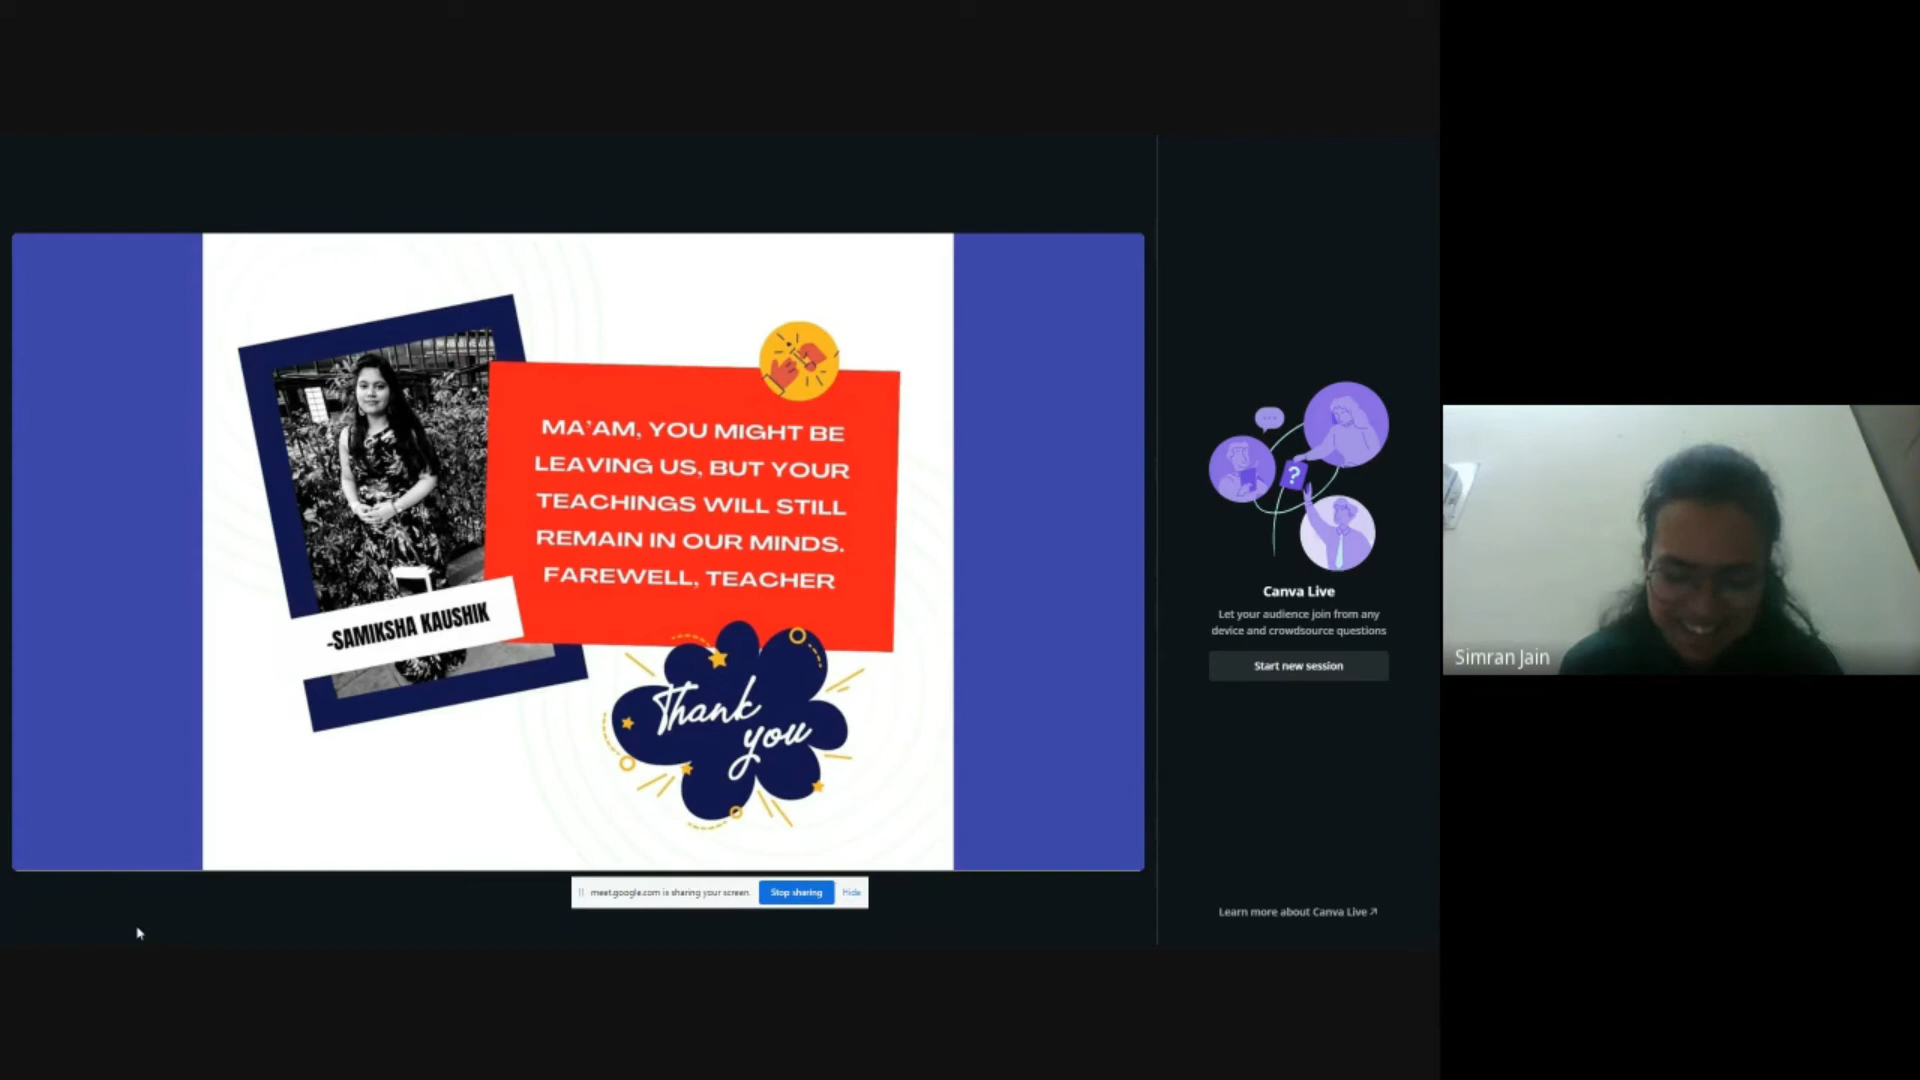 MA'AM, YOU MIGHT BE
LEAVING US, BUT YOUR
TEACHINGS WILL STILL
REMAIN IN OUR MINDS.
FAREWELL, TEACHER
-SAMIKSHA KAUSHIK
Thank
you
?
Canva Live
Let your audience join from any
device and crowdsource questions
Start new session
Learn more about Canva Live ↗
meet.google.com is sharing your screen.
Stop sharing
Hide
Simran Jain